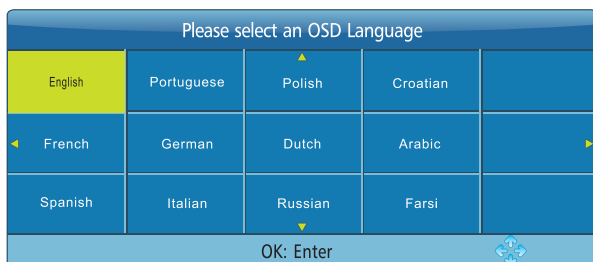 Please select an OSD Language
English Portuguese Polish Croatian
French German Dutch Arabic
Spanish Italian Russian Farsi
OK: Enter